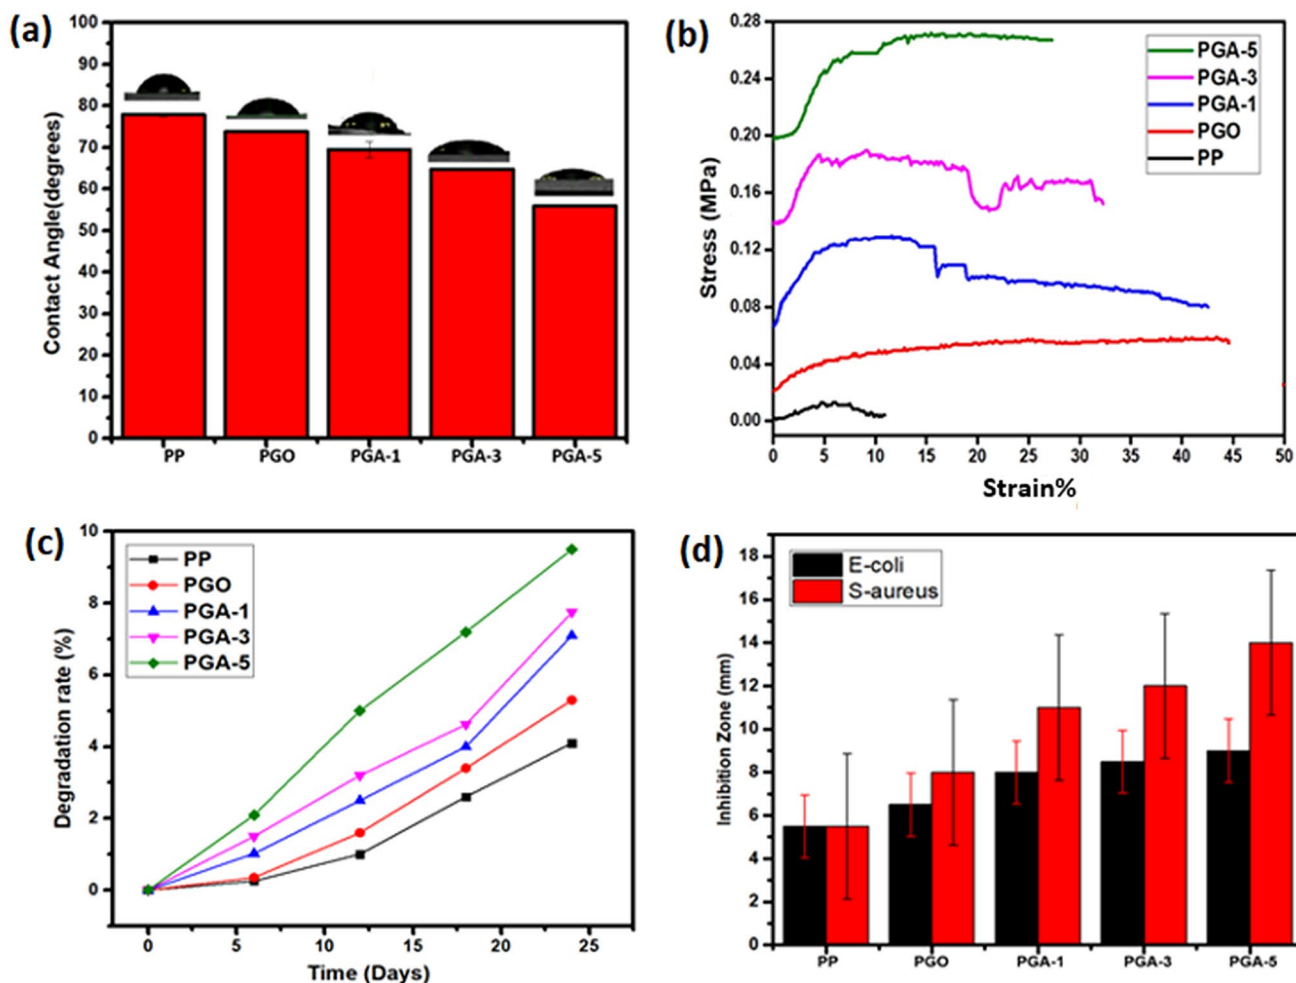 (a)
100
90
80
70
60
50
40
30
20
10
0
Contact Angle(degrees)
PP PGO PGA-1 PGA-3 PGA-5
(b)
0.28
0.24
0.20
0.16
0.12
0.08
0.04
0.00
Stress (MPa)
PGA-5
PGA-3
PGA-1
PGO
PP
0 5 10 15 20 25 30 35 40 45 50
Strain%
(c)
10
8
6
4
2
0
Degradation rate (%)
PP
PGO
PGA-1
PGA-3
PGA-5
0 5 10 15 20 25
Time (Days)
(d)
18
16
14
12
10
8
6
4
2
0
Inhibition Zone (mm)
E-coli
S-aureus
PP PGO PGA-1 PGA-3 PGA-5